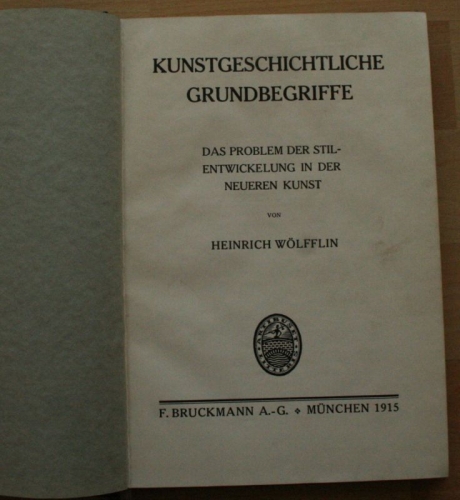 KUNSTGESCHICHTLICHE
GRUNDBEGRIFFE
DAS PROBLEM DER STIL-
ENTWICKELUNG IN DER
NEUEREN KUNST
VON
HEINRICH WÖLFFLIN
F. BRUCKMANN A.-G. ❖ MÜNCHEN 1915